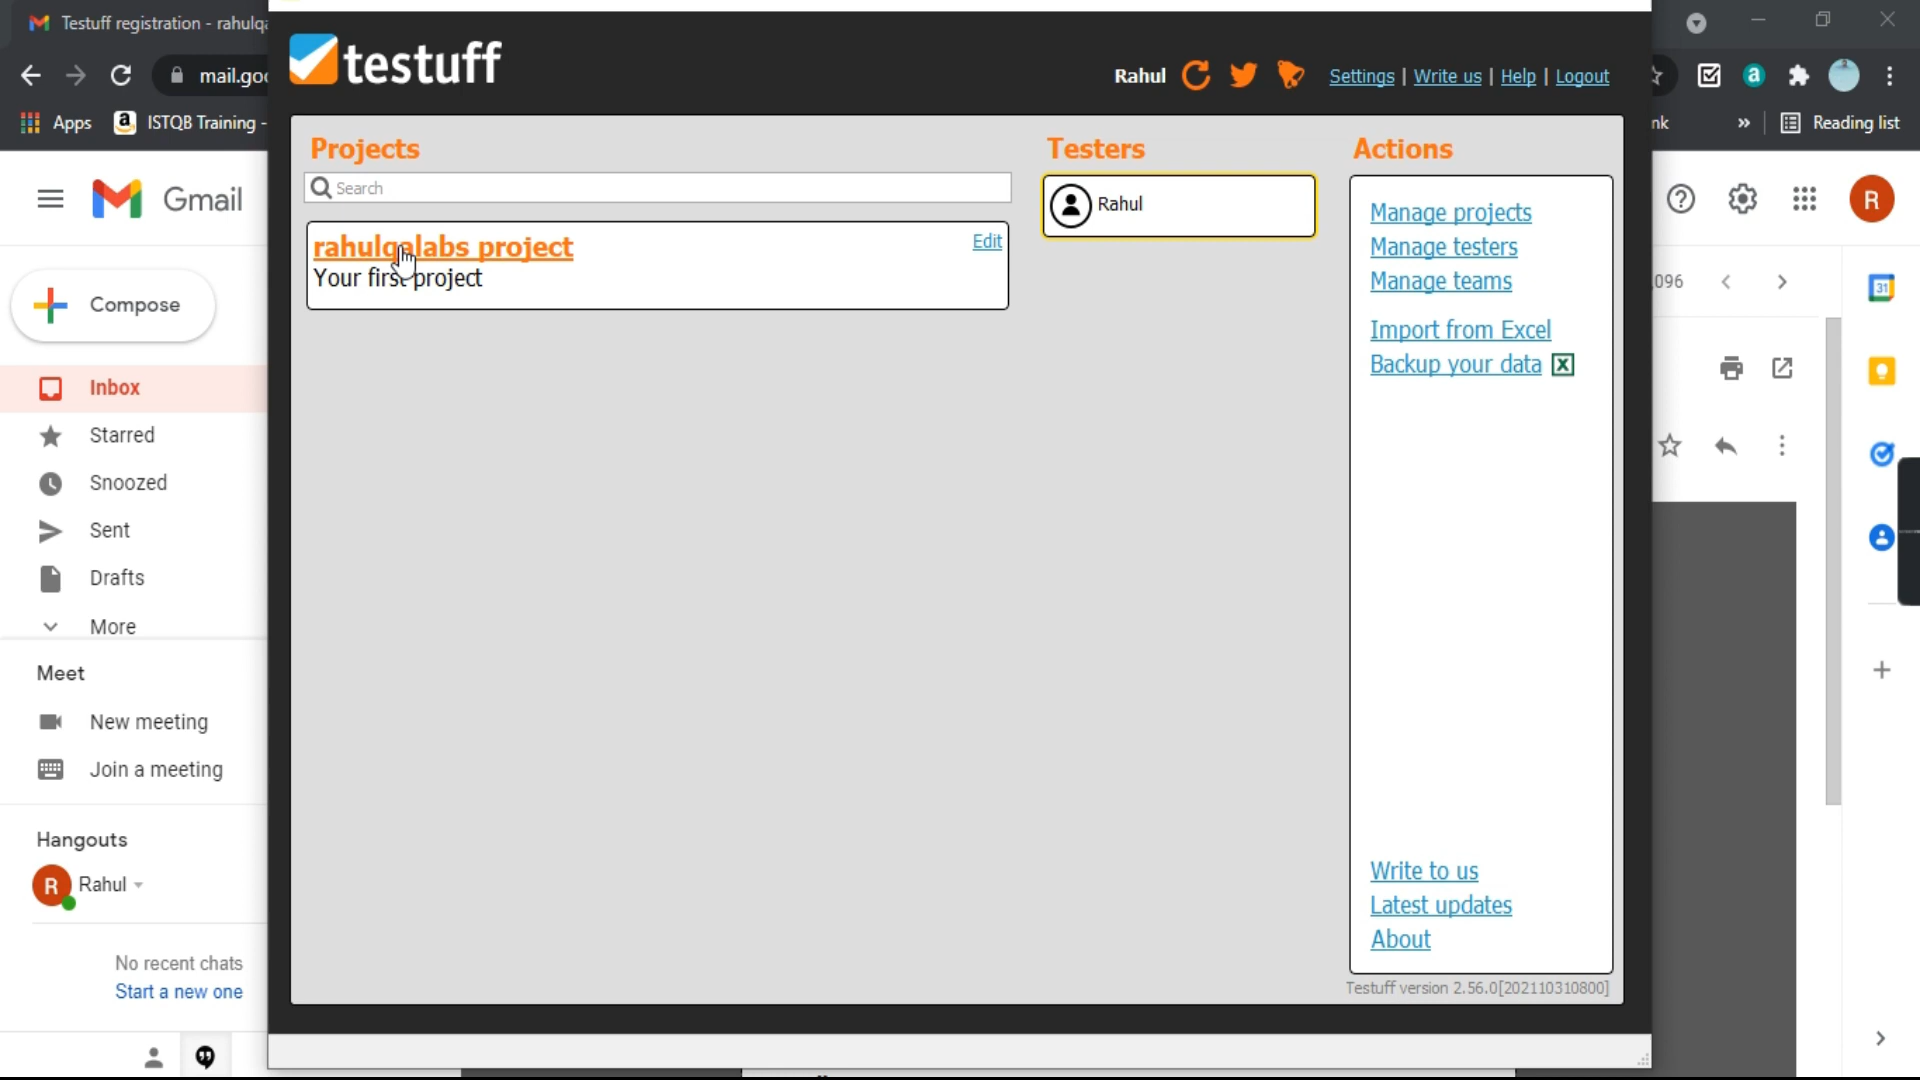 Testuff registration - rahulqa
mail.goo
Apps
ISTQB Training -
nk
»
Reading list
Gmail
R
Compose
Inbox
Starred
Snoozed
Sent
Drafts
More
Meet
New meeting
Join a meeting
Hangouts
R
Rahul
No recent chats
Start a new one
testuff
Rahul
Settings | Write us | Help | Logout
Projects
Search
rahulqalabs project
Edit
Your first project
Testers
Rahul
Actions
Manage projects
Manage testers
Manage teams
Import from Excel
Backup your data
Write to us
Latest updates
About
Testuff version 2.56.0[202110310800]
,096
31